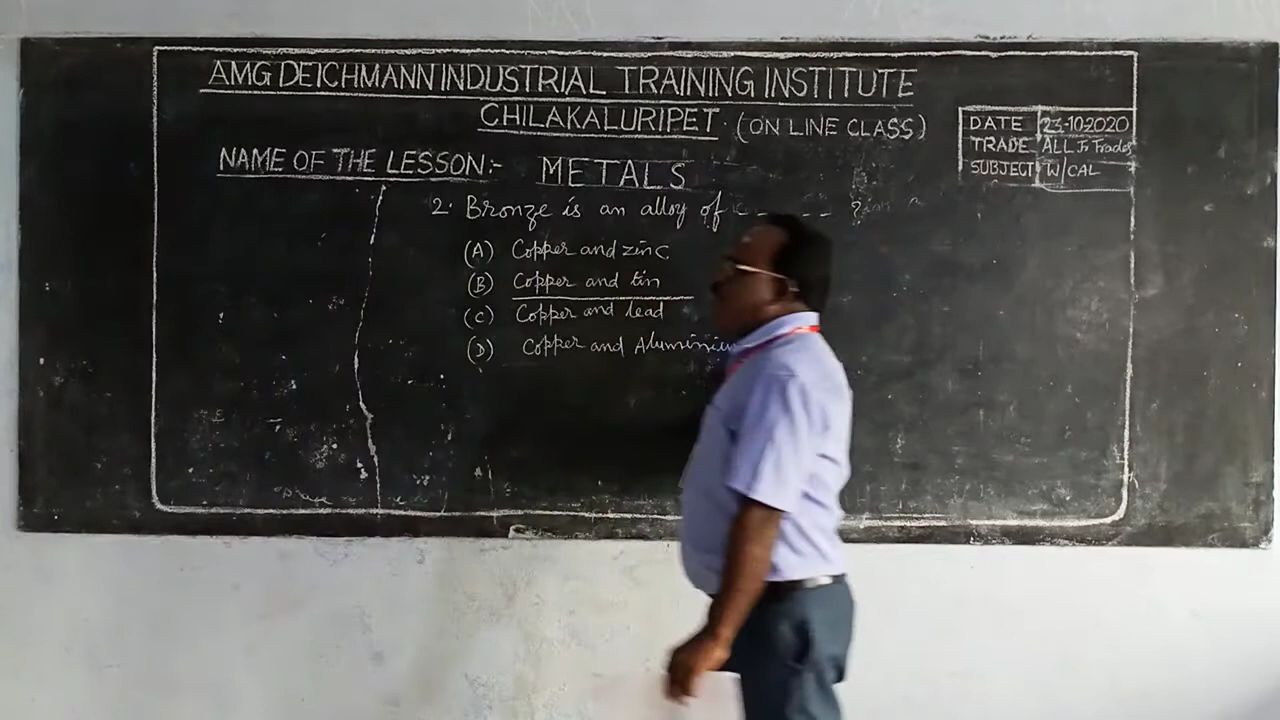 AMG DEICHMANN INDUSTRIAL TRAINING INSTITUTE
CHILAKALURIPET. (ON LINE CLASS)
DATE 23-10-2020
TRADE ALL Jr Trades
SUBJECT W/CAL
NAME OF THE LESSON:- METALS
2. Bronze is an alloy of _ _ _ _ ?
(A) Copper and zinc
(B) Copper and tin
(C) Copper and lead
(D) Copper and Aluminium